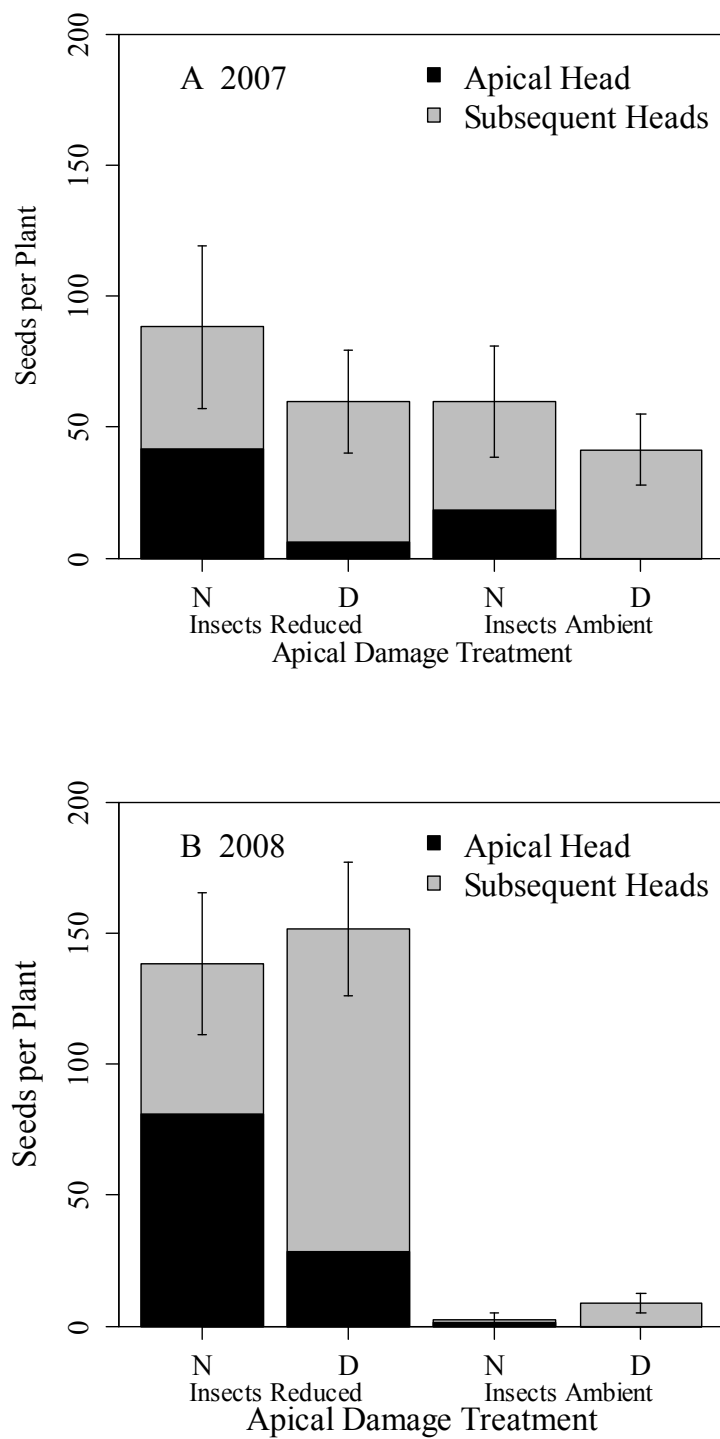 A 2007
Apical Head
Subsequent Heads
Seeds per Plant
200
150
100
50
0
N D N D
Insects Reduced Insects Ambient
Apical Damage Treatment
B 2008
Apical Head
Subsequent Heads
Seeds per Plant
200
150
100
50
0
N D N D
Insects Reduced Insects Ambient
Apical Damage Treatment